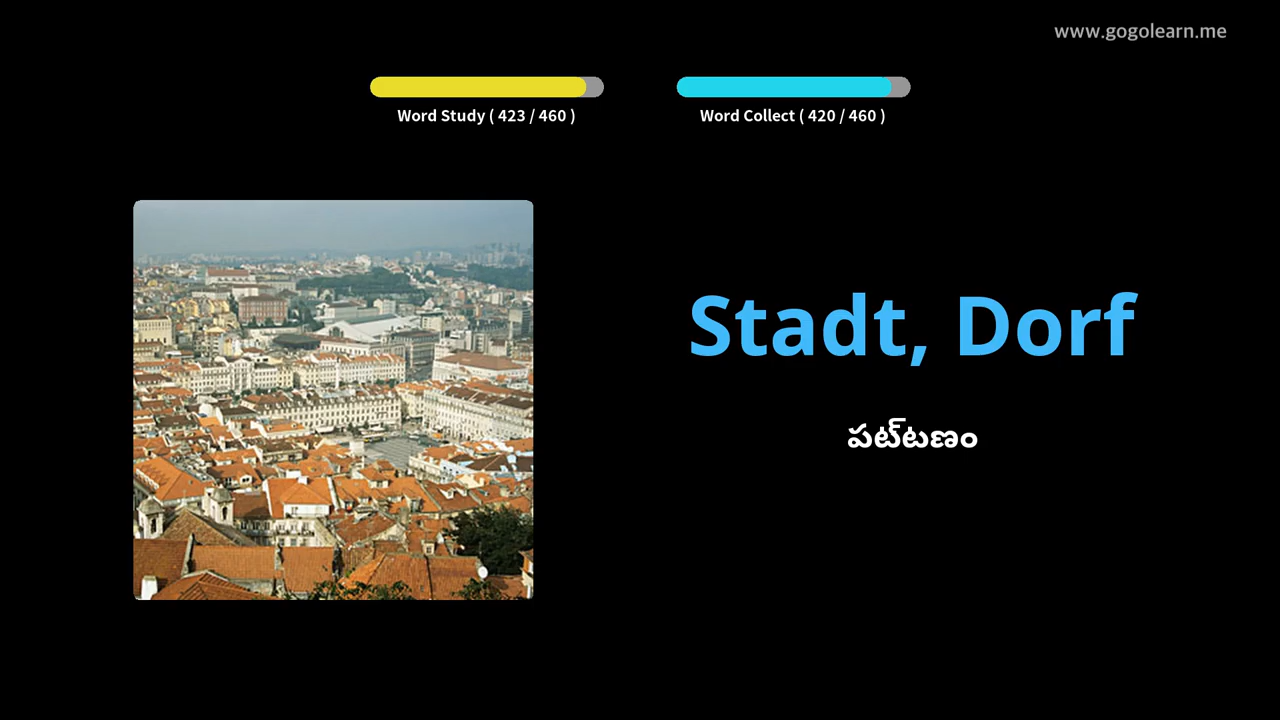 www.gogolearn.me
Word Study ( 423 / 460 )
Word Collect ( 420 / 460 )
Stadt, Dorf
పట్టణం